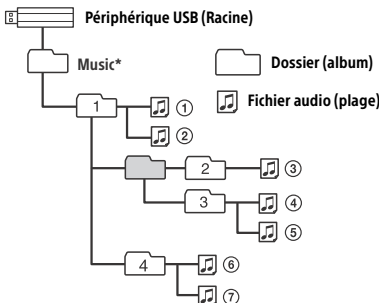 Périphérique USB (Racine)
Music*
Dossier (album)
1
①
Fichier audio (plage)
②
2
③
3
④
⑤
4
⑥
⑦